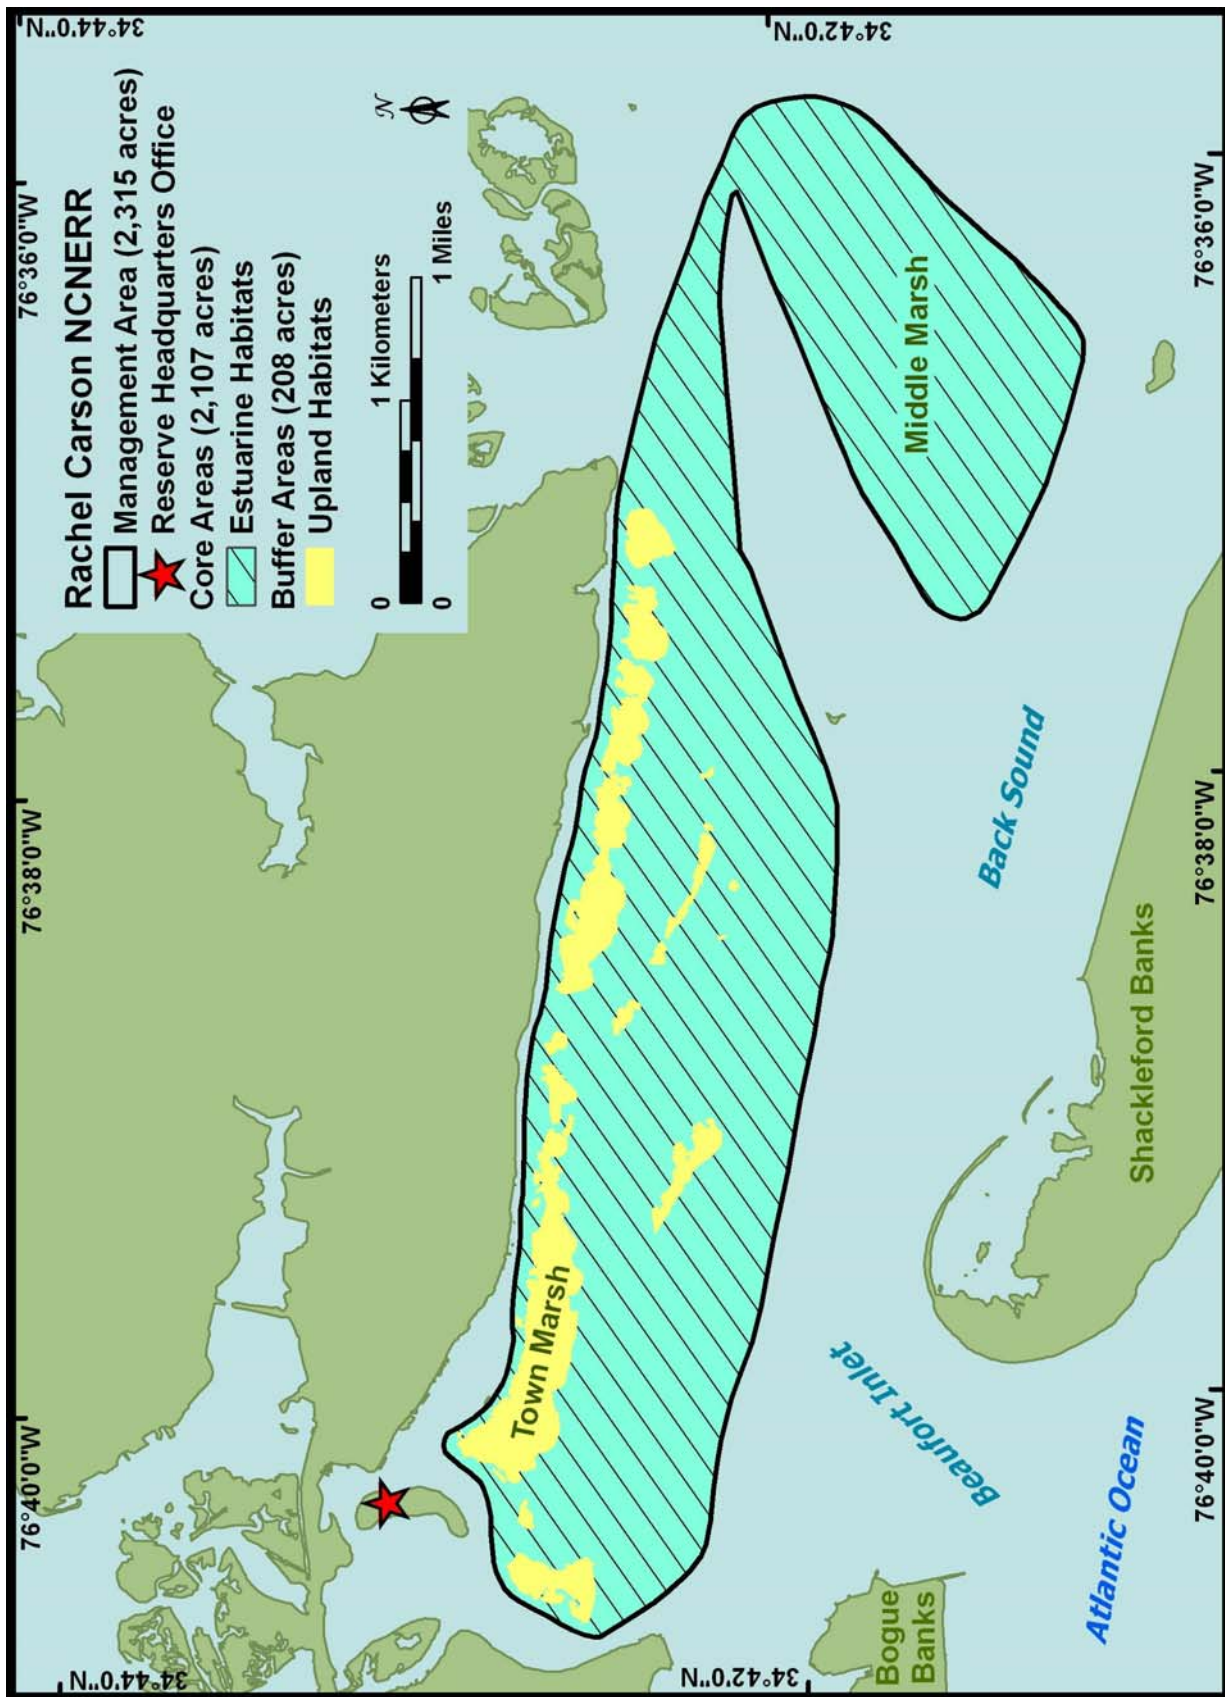 Rachel Carson NCNERR
Management Area (2,315 acres)
Reserve Headquarters Office
Core Areas (2,107 acres)
Estuarine Habitats
Buffer Areas (208 acres)
Upland Habitats
0 1 Kilometers
0 1 Miles
N
76°40'0"W 76°38'0"W 76°36'0"W
34°44'0"N
34°44'0"N
34°42'0"N
34°42'0"N
Town Marsh
Middle Marsh
Back Sound
Beaufort Inlet
Shackleford Banks
Bogue
Banks
Atlantic Ocean
76°40'0"W 76°38'0"W 76°36'0"W